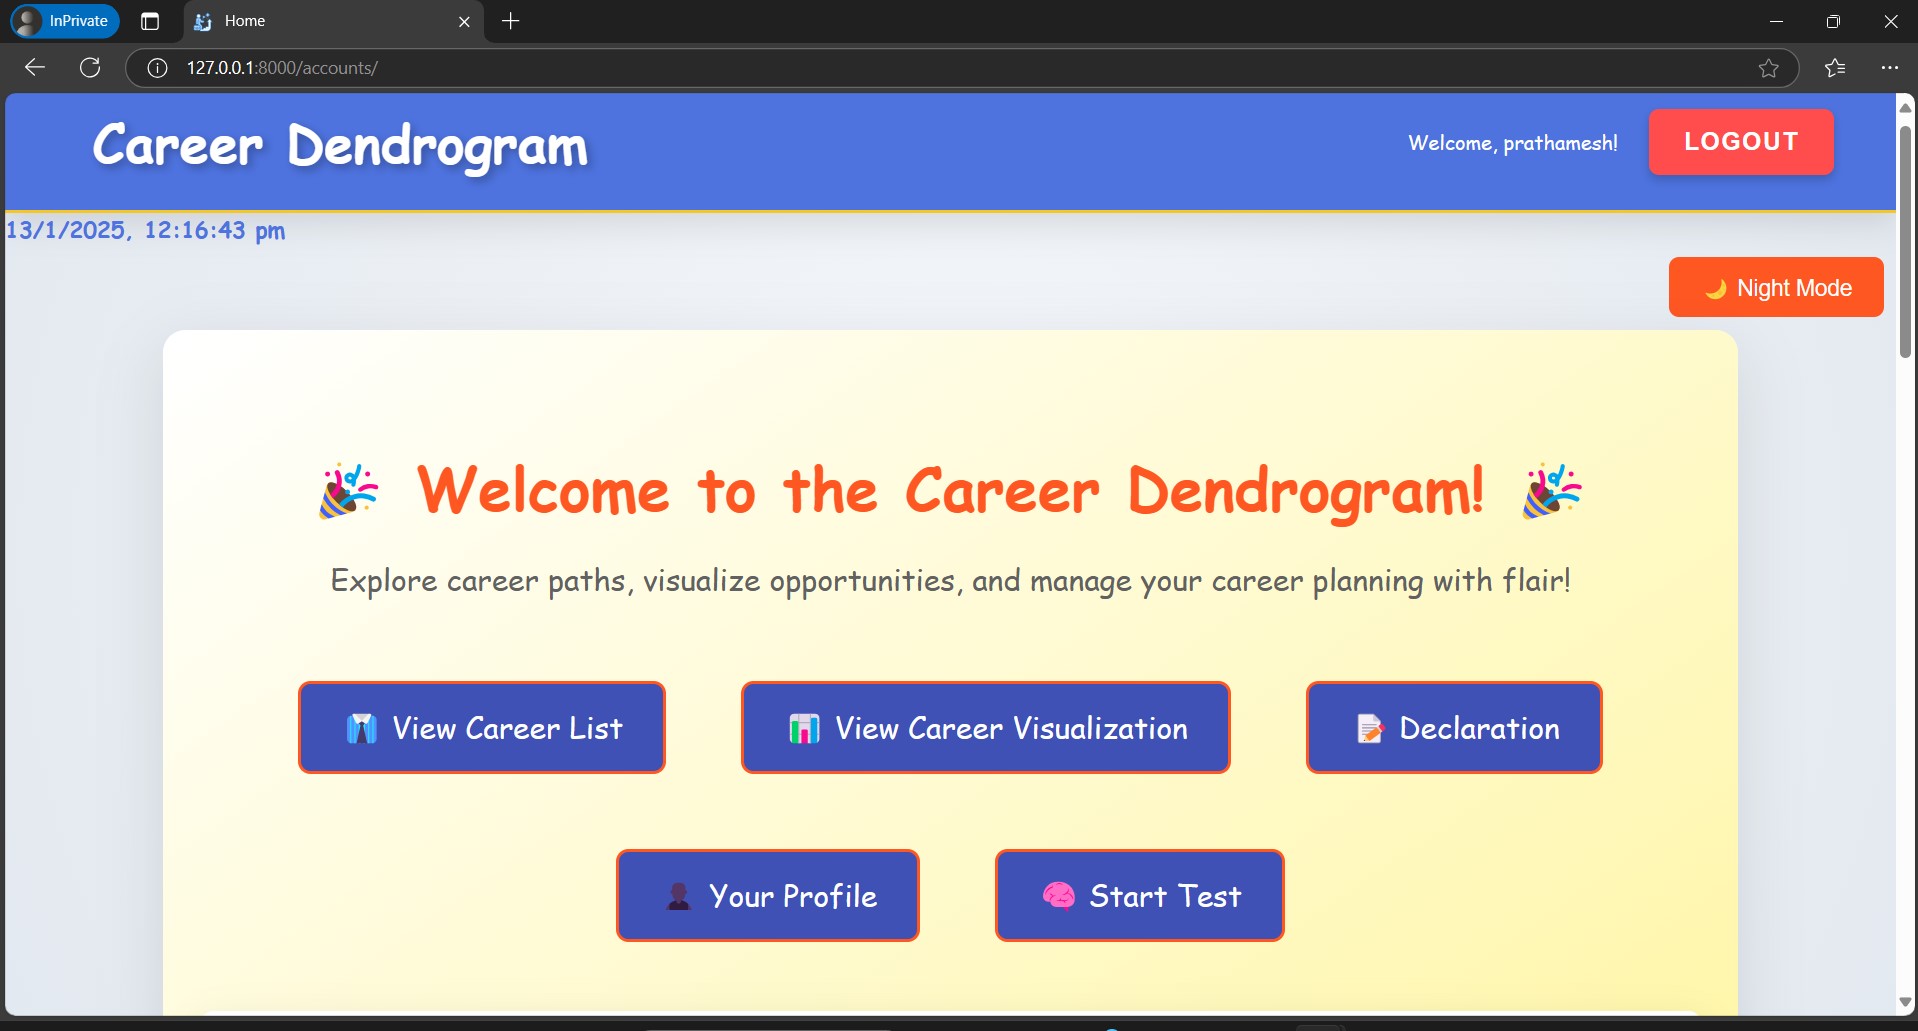 InPrivate
Home
127.0.0.1:8000/accounts/
Career Dendrogram
Welcome, prathamesh!
LOGOUT
13/1/2025, 12:16:43 pm
🌙 Night Mode
🎉 Welcome to the Career Dendrogram! 🎉
Explore career paths, visualize opportunities, and manage your career planning with flair!
👔 View Career List
📊 View Career Visualization
📝 Declaration
👤 Your Profile
🧠 Start Test